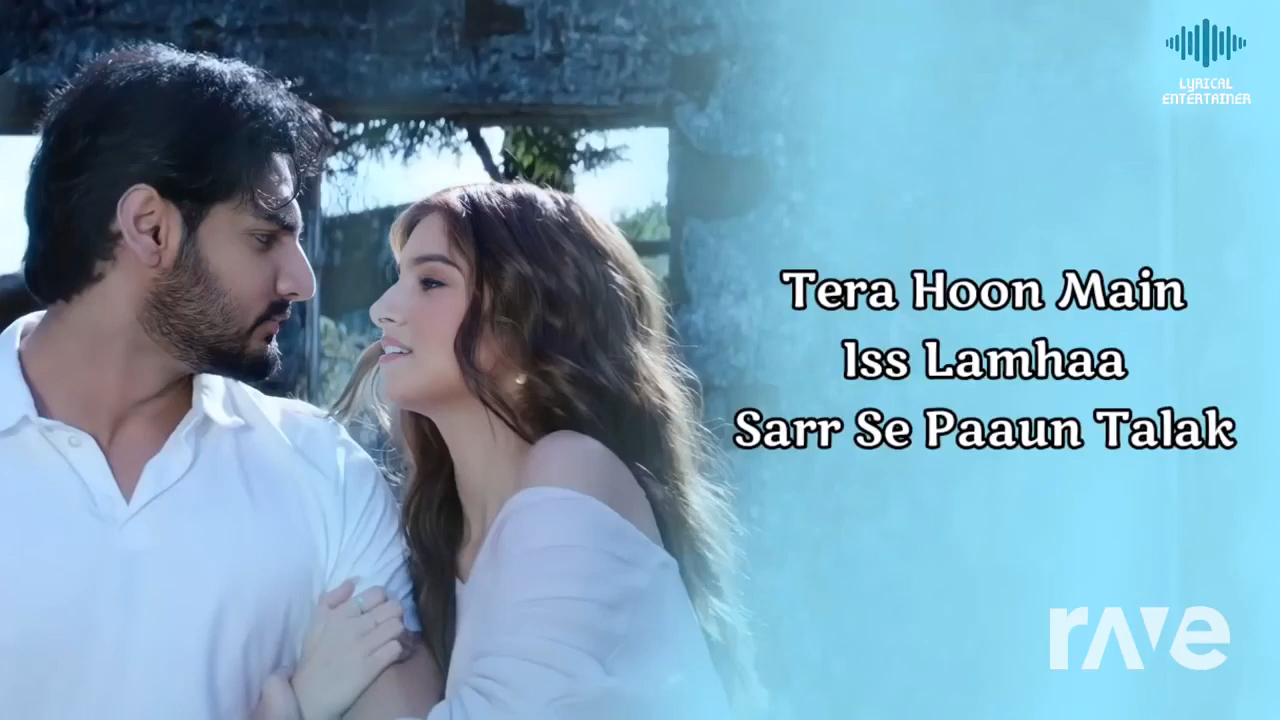 LYRICAL
ENTERTAINER
Tera Hoon Main
Iss Lamhaa
Sarr Se Paaun Talak
rave